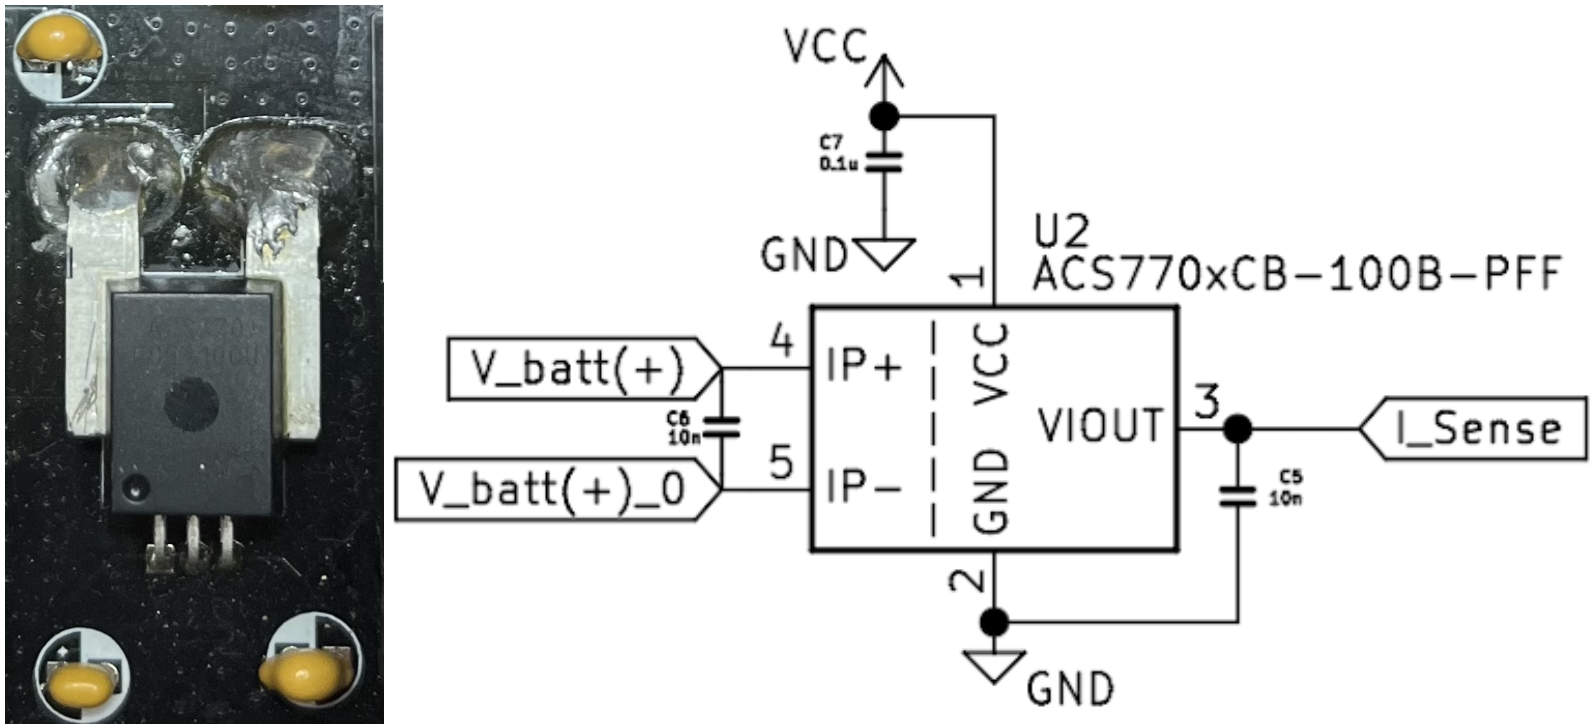 VCC
C7
0.1u
GND
U2
ACS770xCB-100B-PFF
1
V_batt(+)
4
IP+
VCC
C6
10n
VIOUT
3
I_Sense
V_batt(+)_0
5
IP-
GND
C5
10n
2
GND